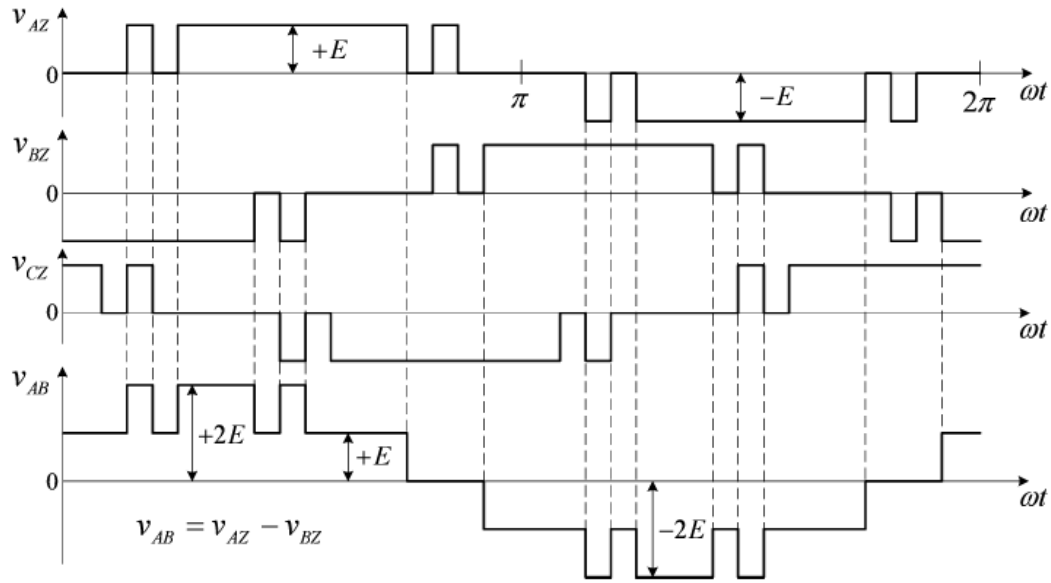 v_AZ
+E
0
π
−E
2π
ωt
v_BZ
0
ωt
v_CZ
0
ωt
v_AB
+2E
+E
0
ωt
−2E
v_AB = v_AZ − v_BZ